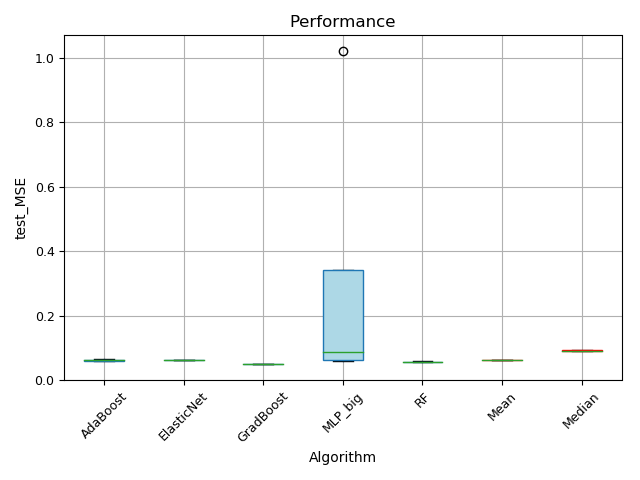 Performance
1.0
0.8
0.6
0.4
0.2
0.0
test_MSE
AdaBoost
ElasticNet
GradBoost
MLP_big
RF
Mean
Median
Algorithm